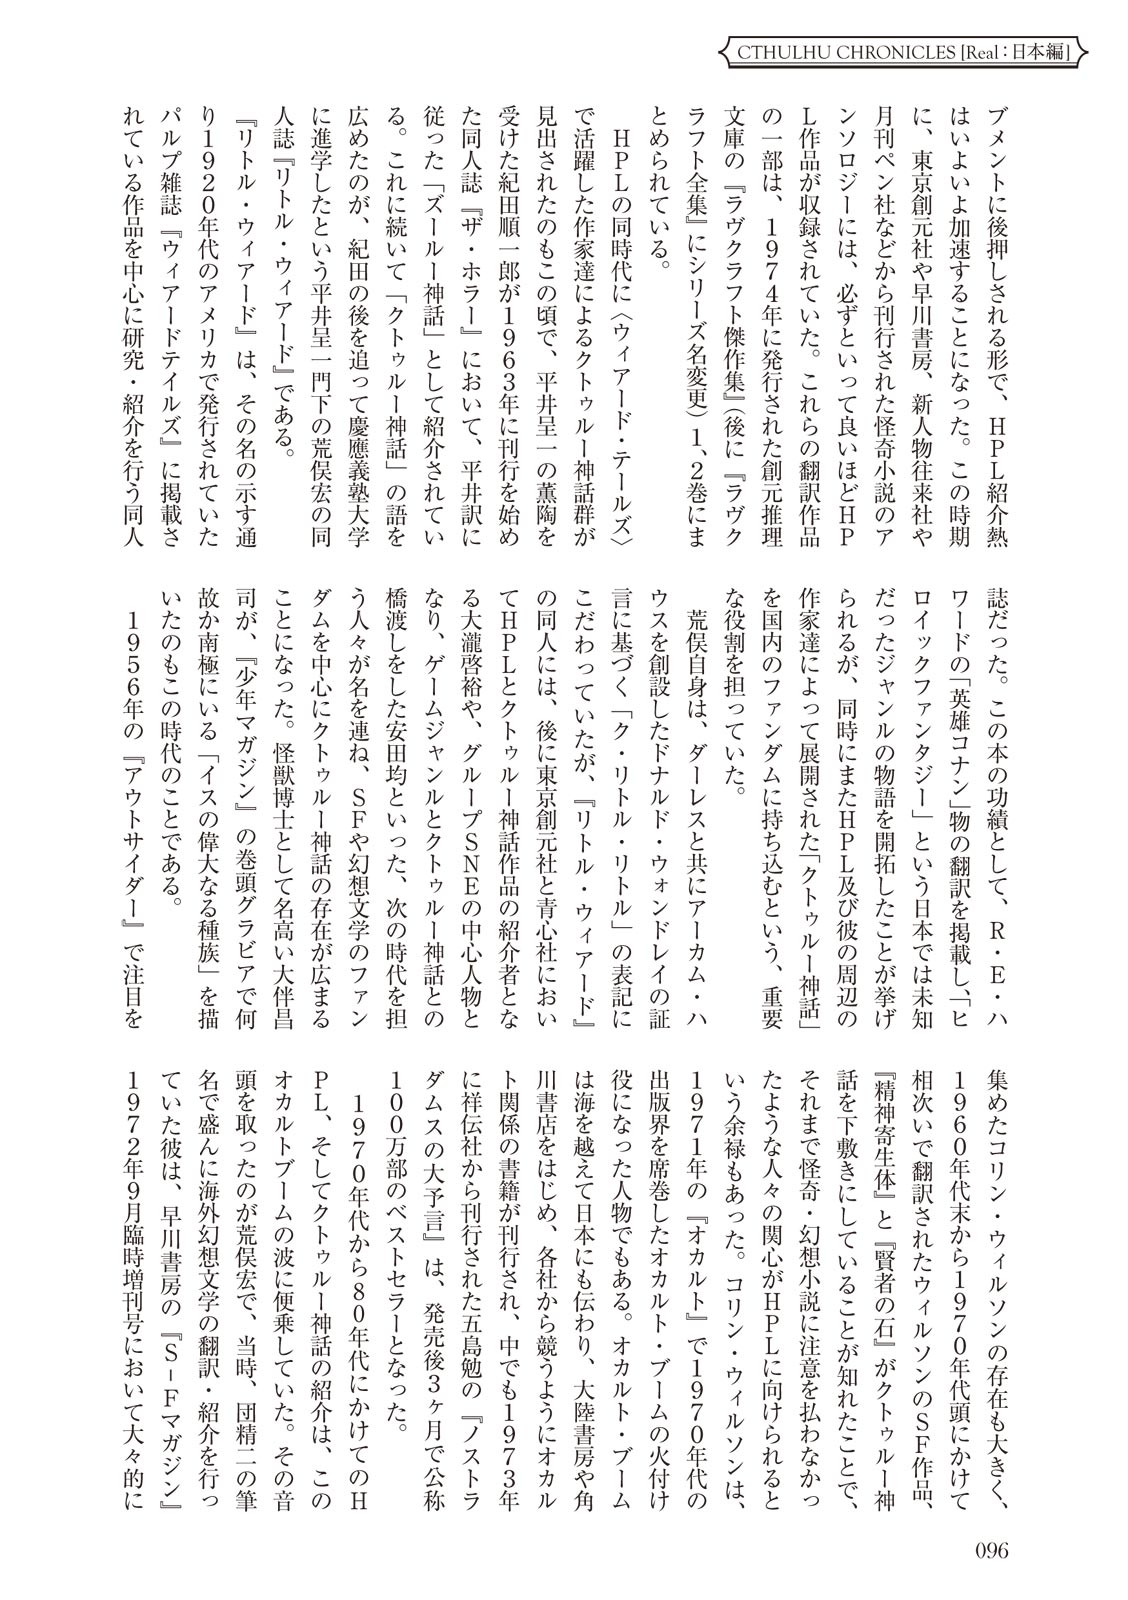 CTHULHU CHRONICLES [Real：日本編]
ブメントに後押しされる形で、ＨＰＬ紹介熱
はいよいよ加速することになった。この時期
に、東京創元社や早川書房、新人物往来社や
月刊ペン社などから刊行された怪奇小説のア
ンソロジーには、必ずといって良いほどＨＰ
Ｌ作品が収録されていた。これらの翻訳作品
の一部は、１９７４年に発行された創元推理
文庫の『ラヴクラフト傑作集』（後に『ラヴク
ラフト全集』にシリーズ名変更）１、２巻にま
とめられている。
　ＨＰＬの同時代に〈ウィアード・テールズ〉
で活躍した作家達によるクトゥルー神話群が
見出されたのもこの頃で、平井呈一の薫陶を
受けた紀田順一郎が１９６３年に刊行を始め
た同人誌『ザ・ホラー』において、平井訳に
従った「ズールー神話」として紹介されてい
る。これに続いて「クトゥルー神話」の語を
広めたのが、紀田の後を追って慶應義塾大学
に進学したという平井呈一門下の荒俣宏の同
人誌『リトル・ウィアード』である。
『リトル・ウィアード』は、その名の示す通
り１９２０年代のアメリカで発行されていた
パルプ雑誌『ウィアードテイルズ』に掲載さ
れている作品を中心に研究・紹介を行う同人
誌だった。この本の功績として、Ｒ・Ｅ・ハ
ワードの「英雄コナン」物の翻訳を掲載し、「ヒ
ロイックファンタジー」という日本では未知
だったジャンルの物語を開拓したことが挙げ
られるが、同時にまたＨＰＬ及び彼の周辺の
作家達によって展開された「クトゥルー神話」
を国内のファンダムに持ち込むという、重要
な役割を担っていた。
　荒俣自身は、ダーレスと共にアーカム・ハ
ウスを創設したドナルド・ウォンドレイの証
言に基づく「ク・リトル・リトル」の表記に
こだわっていたが、『リトル・ウィアード』
の同人には、後に東京創元社と青心社におい
てＨＰＬとクトゥルー神話作品の紹介者とな
る大瀧啓裕や、グループＳＮＥの中心人物と
なり、ゲームジャンルとクトゥルー神話との
橋渡しをした安田均といった、次の時代を担
う人々が名を連ね、ＳＦや幻想文学のファン
ダムを中心にクトゥルー神話の存在が広まる
ことになった。怪獣博士として名高い大伴昌
司が、『少年マガジン』の巻頭グラビアで何
故か南極にいる「イスの偉大なる種族」を描
いたのもこの時代のことである。
　１９５６年の『アウトサイダー』で注目を
集めたコリン・ウィルソンの存在も大きく、
１９６０年代末から１９７０年代頭にかけて
相次いで翻訳されたウィルソンのＳＦ作品、
『精神寄生体』と『賢者の石』がクトゥルー神
話を下敷きにしていることが知れたことで、
それまで怪奇・幻想小説に注意を払わなかっ
たような人々の関心がＨＰＬに向けられると
いう余禄もあった。コリン・ウィルソンは、
１９７１年の『オカルト』で１９７０年代の
出版界を席巻したオカルト・ブームの火付け
役になった人物でもある。オカルト・ブーム
は海を越えて日本にも伝わり、大陸書房や角
川書店をはじめ、各社から競うようにオカル
ト関係の書籍が刊行され、中でも１９７３年
に祥伝社から刊行された五島勉の『ノストラ
ダムスの大予言』は、発売後３ヶ月で公称
１００万部のベストセラーとなった。
　１９７０年代から８０年代にかけてのＨ
ＰＬ、そしてクトゥルー神話の紹介は、この
オカルトブームの波に便乗していた。その音
頭を取ったのが荒俣宏で、当時、団精二の筆
名で盛んに海外幻想文学の翻訳・紹介を行っ
ていた彼は、早川書房の『Ｓ－Ｆマガジン』
１９７２年９月臨時増刊号において大々的に
096